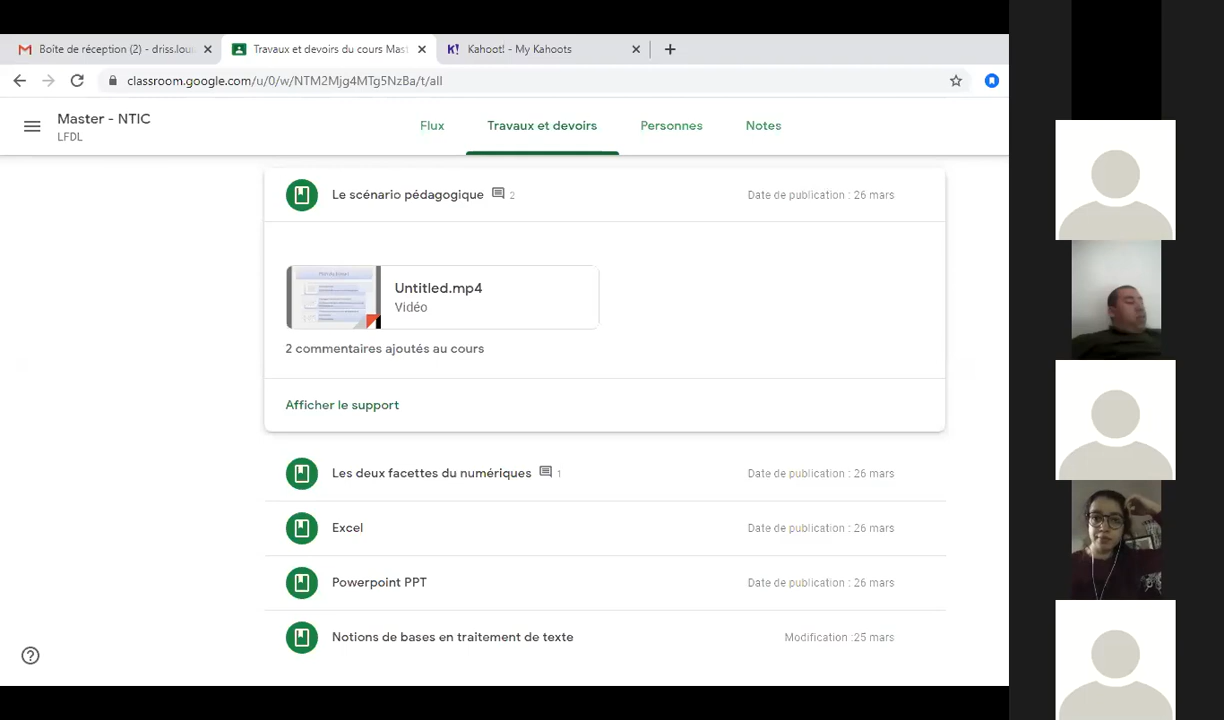 Boîte de réception (2) - driss.lour
Travaux et devoirs du cours Mast
Kahoot! - My Kahoots
classroom.google.com/u/0/w/NTM2Mjg4MTg5NzBa/t/all
Master - NTIC
LFDL
Flux
Travaux et devoirs
Personnes
Notes
Le scénario pédagogique 2
Date de publication : 26 mars
Untitled.mp4
Vidéo
2 commentaires ajoutés au cours
Afficher le support
Les deux facettes du numériques 1
Date de publication : 26 mars
Excel
Date de publication : 26 mars
Powerpoint PPT
Date de publication : 26 mars
Notions de bases en traitement de texte
Modification :25 mars